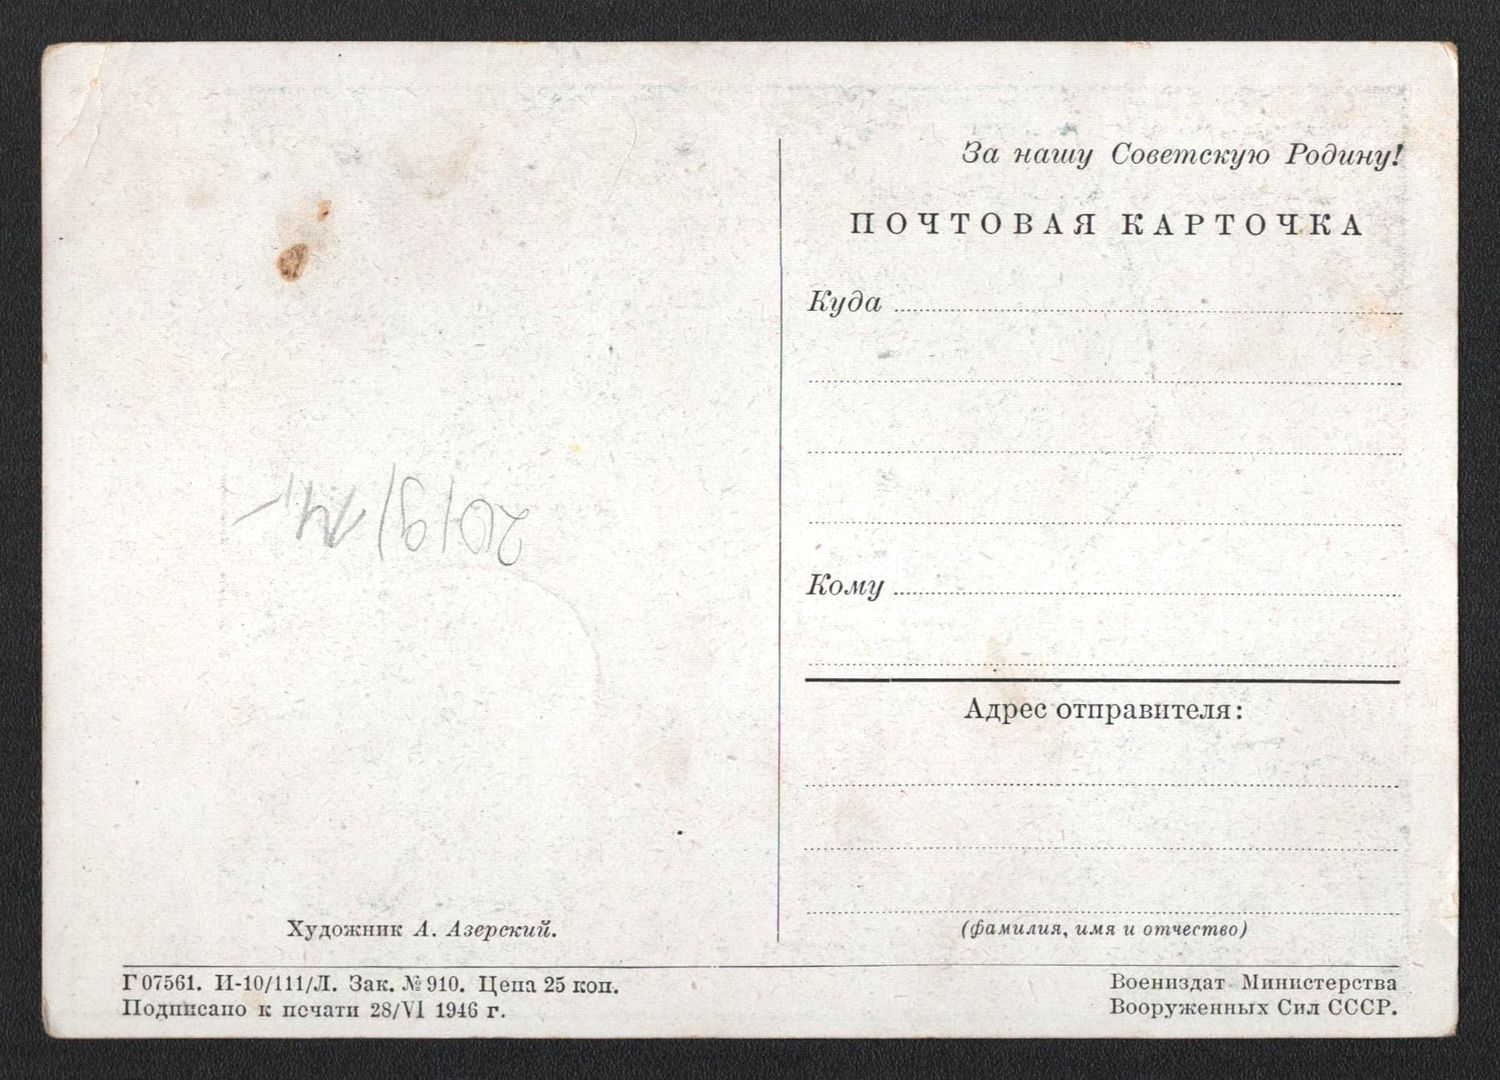 За нашу Советскую Родину!
ПОЧТОВАЯ КАРТОЧКА
Куда
Кому
Адрес отправителя:
(фамилия, имя и отчество)
Художник А. Азерский.
Г 07561. И-10/111/Л. Зак. № 910. Цена 25 коп.
Подписано к печати 28/VI 1946 г.
Воениздат Министерства
Вооруженных Сил СССР.